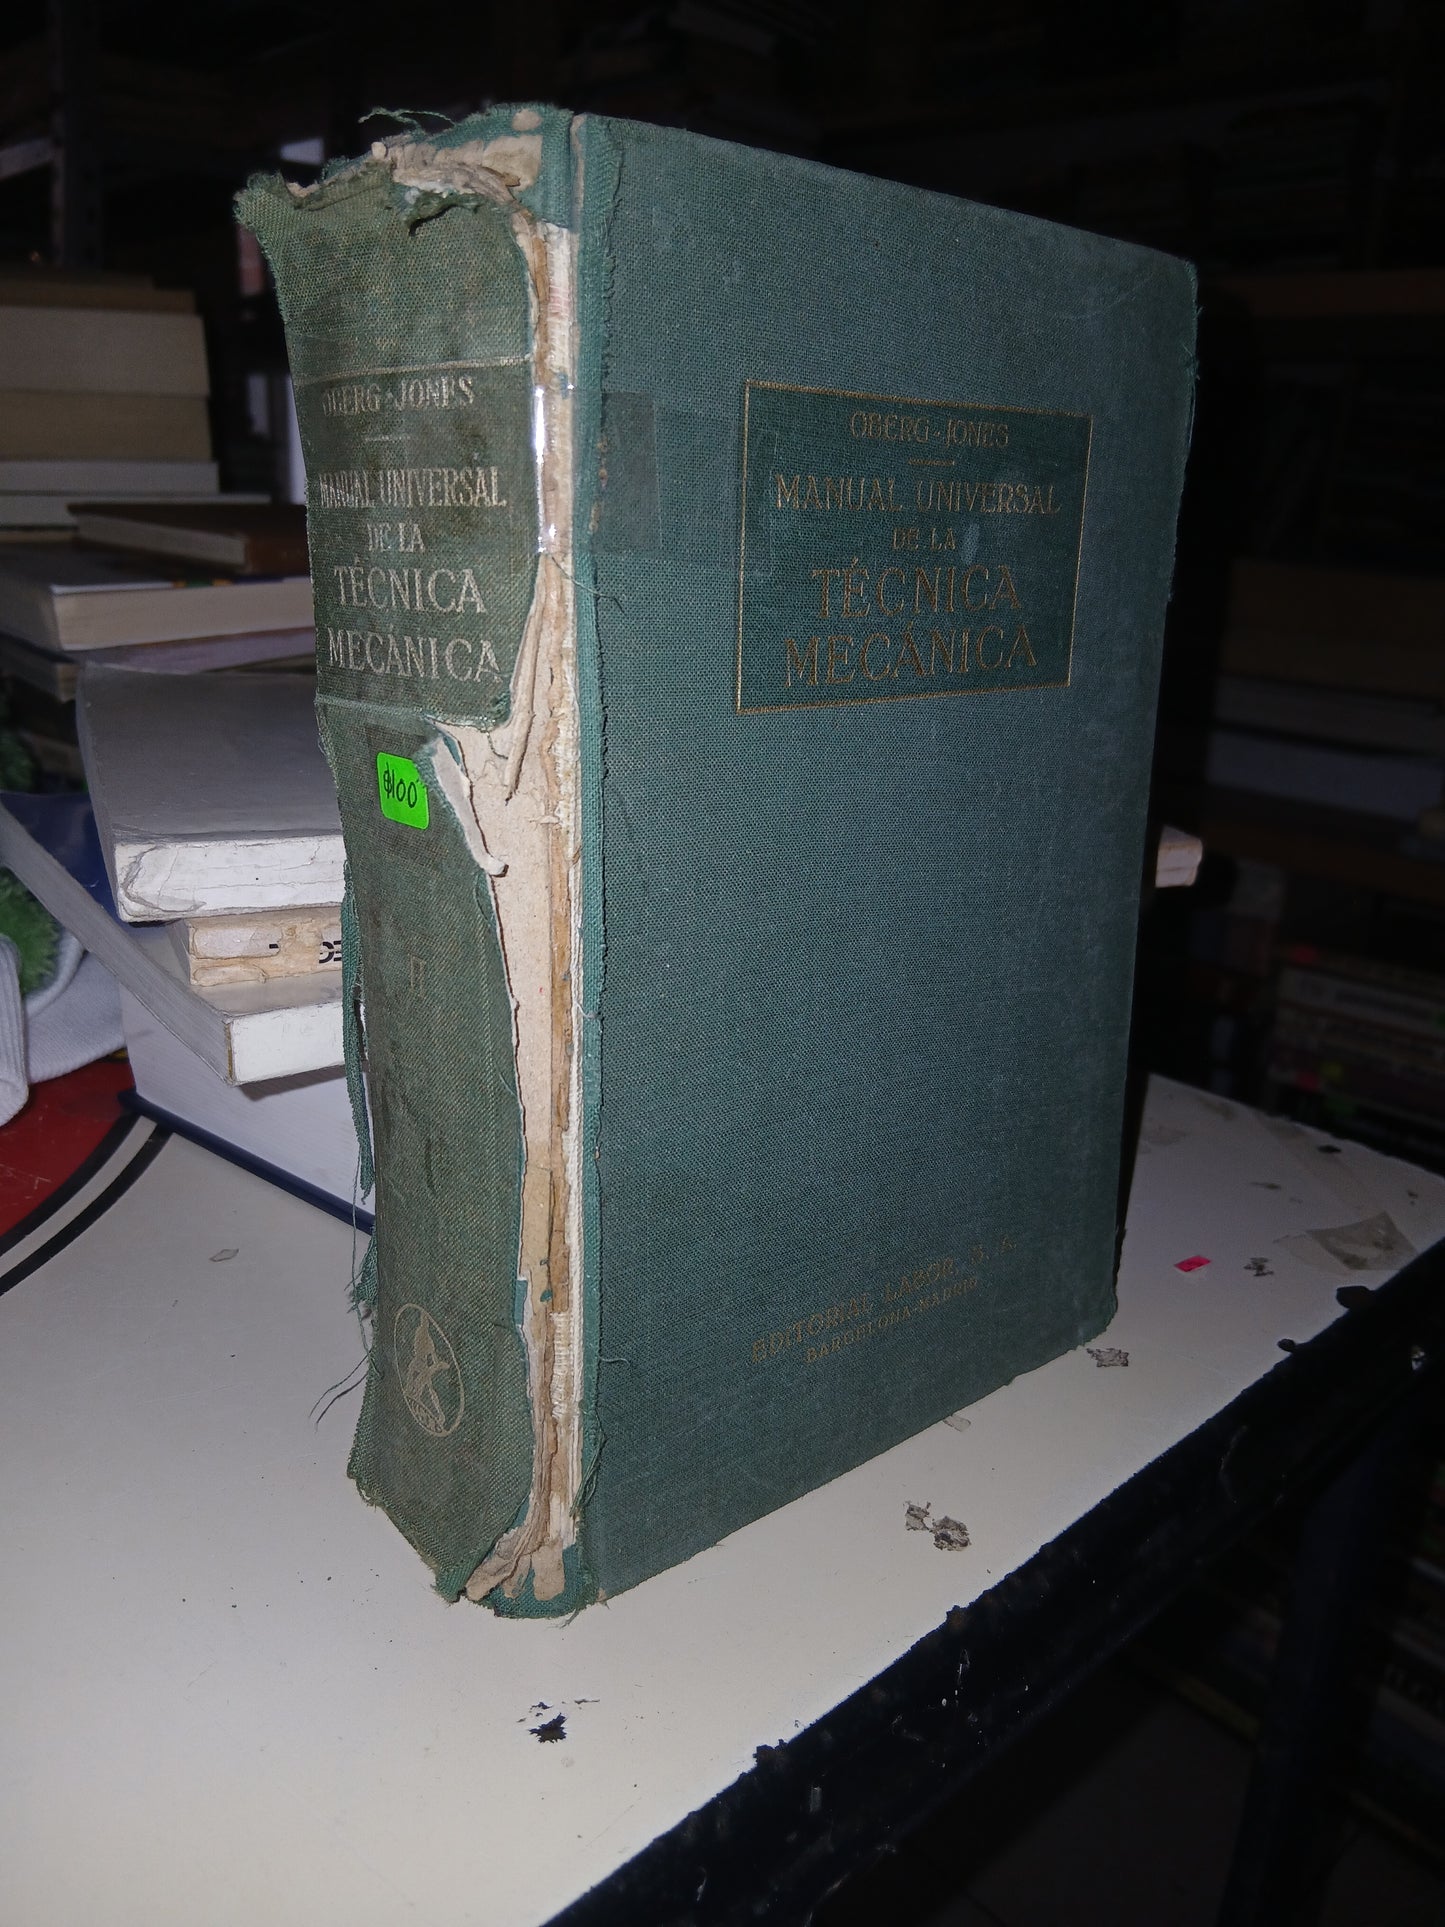 OBERG-JONES
MANUAL UNIVERSAL
DE LA
TÉCNICA
MECÁNICA
$100
II
OBERG-JONES
MANUAL UNIVERSAL
DE LA
TÉCNICA
MECÁNICA
EDITORIAL LABOR, S. A.
BARCELONA-MADRID